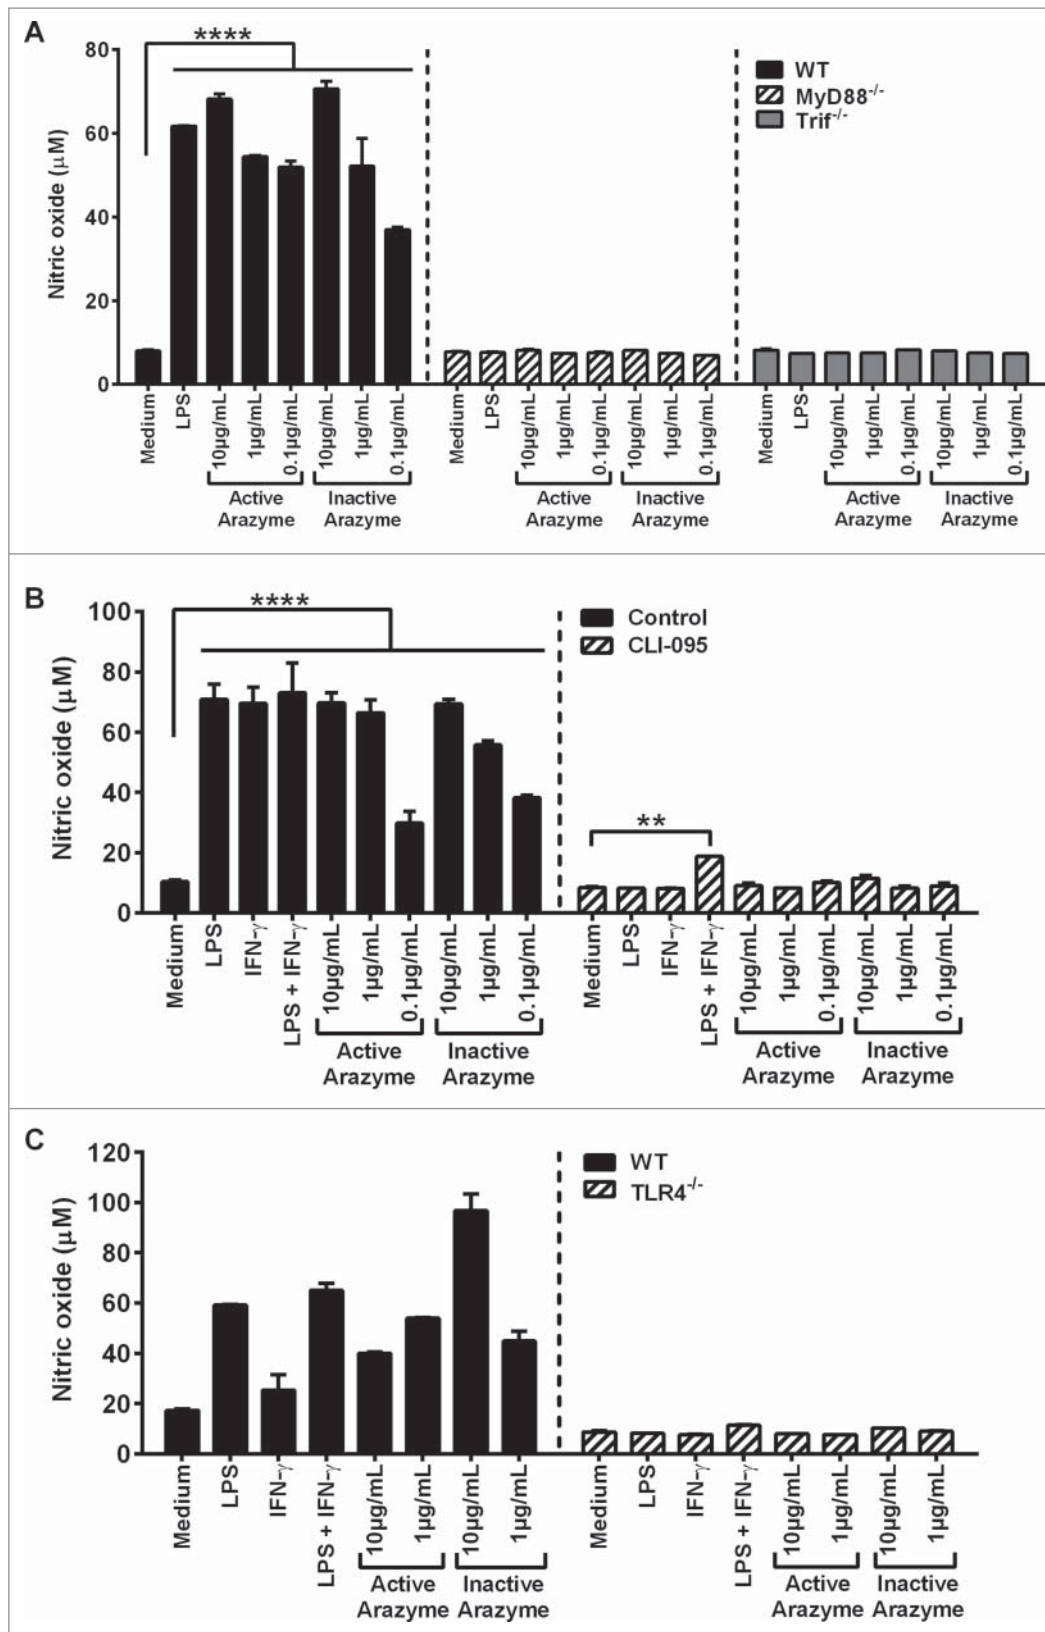 A
****
80
60
40
20
0
Nitric oxide (µM)
WT
MyD88-/-
Trif-/-
Medium LPS 10µg/mL 1µg/mL 0.1µg/mL 10µg/mL 1µg/mL 0.1µg/mL
Medium LPS 10µg/mL 1µg/mL 0.1µg/mL 10µg/mL 1µg/mL 0.1µg/mL
Medium LPS 10µg/mL 1µg/mL 0.1µg/mL 10µg/mL 1µg/mL 0.1µg/mL
Active Inactive Active Inactive Active Inactive
Arazyme Arazyme Arazyme Arazyme Arazyme Arazyme
B
****
100
80
60
40
20
0
Nitric oxide (µM)
Control
CLI-095
**
Medium LPS IFN-γ LPS + IFN-γ 10µg/mL 1µg/mL 0.1µg/mL 10µg/mL 1µg/mL 0.1µg/mL
Medium LPS IFN-γ LPS + IFN-γ 10µg/mL 1µg/mL 0.1µg/mL 10µg/mL 1µg/mL 0.1µg/mL
Active Inactive Active Inactive
Arazyme Arazyme Arazyme Arazyme
C
120
100
80
60
40
20
0
Nitric oxide (µM)
WT
TLR4-/-
Medium LPS IFN-γ LPS + IFN-γ 10µg/mL 1µg/mL 10µg/mL 1µg/mL
Medium LPS IFN-γ LPS + IFN-γ 10µg/mL 1µg/mL 10µg/mL 1µg/mL
Active Inactive Active Inactive
Arazyme Arazyme Arazyme Arazyme